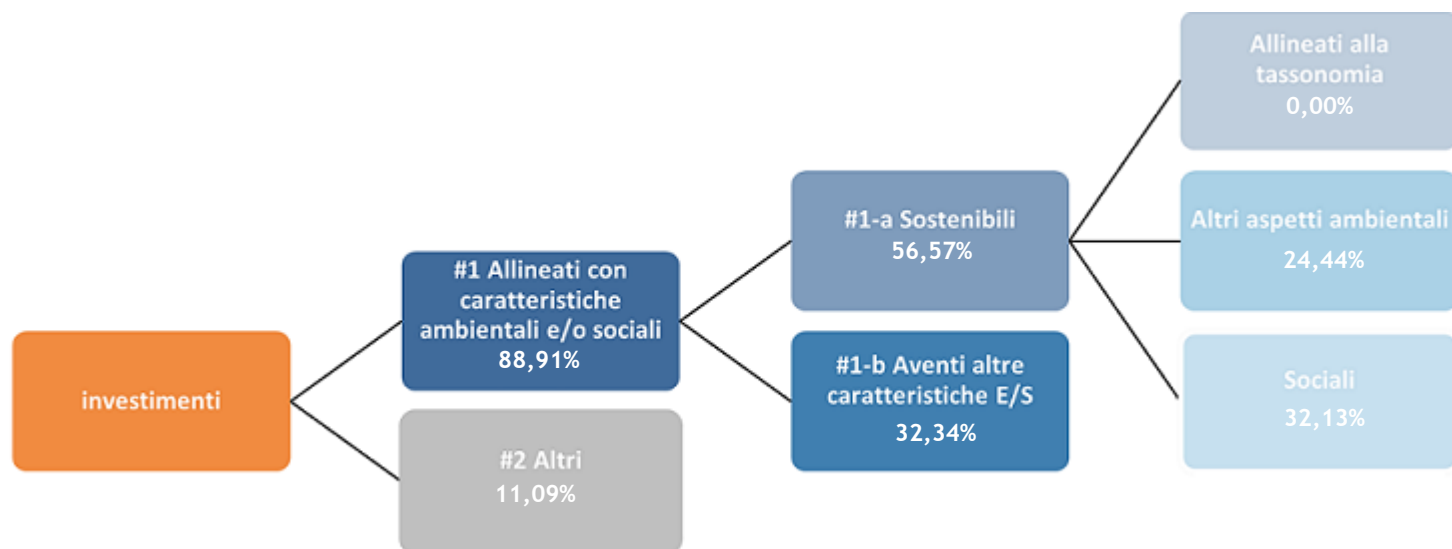 investimenti
#1 Allineati con
caratteristiche
ambientali e/o sociali
88,91%
#2 Altri
11,09%
#1-a Sostenibili
56,57%
#1-b Aventi altre
caratteristiche E/S
32,34%
Allineati alla
tassonomia
0,00%
Altri aspetti ambientali
24,44%
Sociali
32,13%